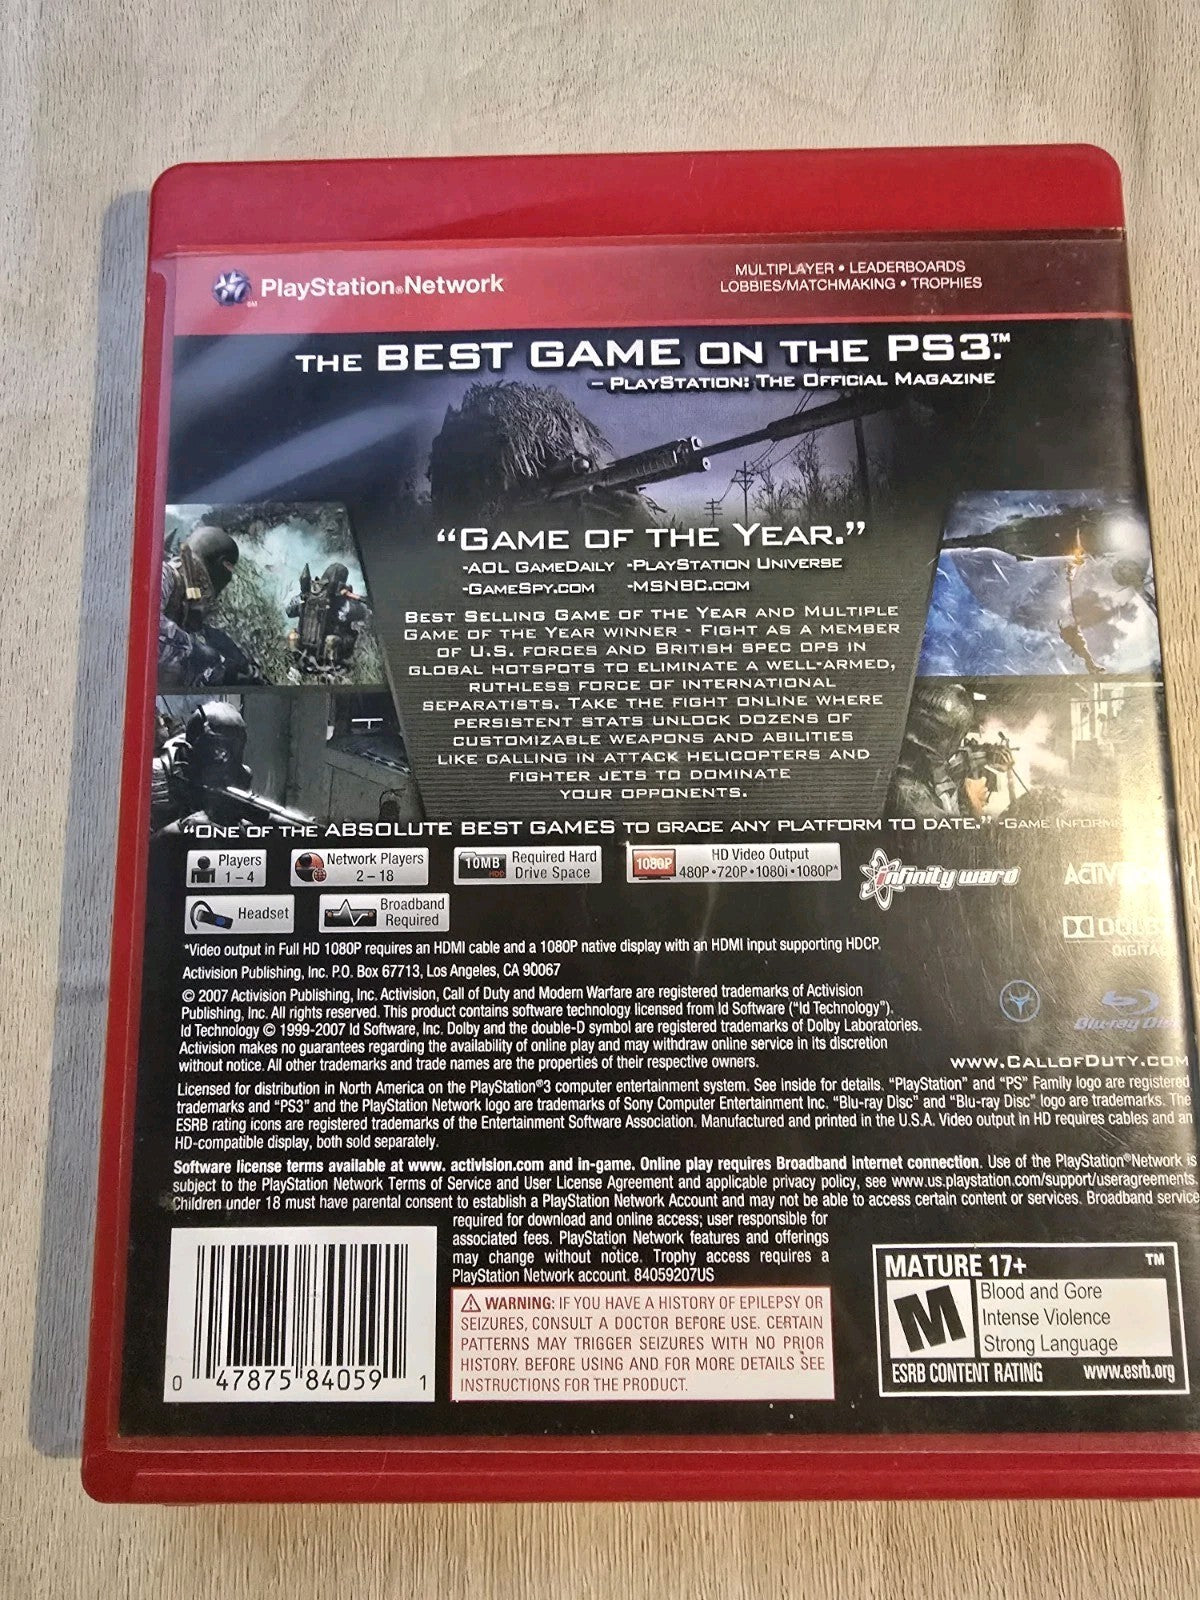 PlayStation®Network
SM
MULTIPLAYER • LEADERBOARDS
LOBBIES/MATCHMAKING • TROPHIES
THE BEST GAME ON THE PS3.™
– PLAYSTATION: THE OFFICIAL MAGAZINE
“GAME OF THE YEAR.”
-AOL GAMEDAILY -PLAYSTATION UNIVERSE
-GAMESPY.COM -MSNBC.COM
BEST SELLING GAME OF THE YEAR AND MULTIPLE
GAME OF THE YEAR WINNER - FIGHT AS A MEMBER
OF U.S. FORCES AND BRITISH SPEC OPS IN
GLOBAL HOTSPOTS TO ELIMINATE A WELL-ARMED,
RUTHLESS FORCE OF INTERNATIONAL
SEPARATISTS. TAKE THE FIGHT ONLINE WHERE
PERSISTENT STATS UNLOCK DOZENS OF
CUSTOMIZABLE WEAPONS AND ABILITIES
LIKE CALLING IN ATTACK HELICOPTERS AND
FIGHTER JETS TO DOMINATE
YOUR OPPONENTS.
“ONE OF THE ABSOLUTE BEST GAMES TO GRACE ANY PLATFORM TO DATE.” -GAME INFORM
Players
1 – 4
Network Players
2 – 18
10MB
HDD
Required Hard
Drive Space
1080P
HD Video Output
480P•720P•1080i•1080P*
infinity ward
ACTIV
Headset
Broadband
Required
DOLBY
DIGITAL
*Video output in Full HD 1080P requires an HDMI cable and a 1080P native display with an HDMI input supporting HDCP.
Activision Publishing, Inc. P.O. Box 67713, Los Angeles, CA 90067
© 2007 Activision Publishing, Inc. Activision, Call of Duty and Modern Warfare are registered trademarks of Activision
Publishing, Inc. All rights reserved. This product contains software technology licensed from Id Software ("Id Technology").
Id Technology © 1999-2007 Id Software, Inc. Dolby and the double-D symbol are registered trademarks of Dolby Laboratories.
Activision makes no guarantees regarding the availability of online play and may withdraw online service in its discretion
without notice. All other trademarks and trade names are the properties of their respective owners.
Blu-ray Disc
WWW.CALLOFDUTY.COM
Licensed for distribution in North America on the PlayStation®3 computer entertainment system. See inside for details. "PlayStation" and "PS" Family logo are registered
trademarks and "PS3" and the PlayStation Network logo are trademarks of Sony Computer Entertainment Inc. "Blu-ray Disc" and "Blu-ray Disc" logo are trademarks. The
ESRB rating icons are registered trademarks of the Entertainment Software Association. Manufactured and printed in the U.S.A. Video output in HD requires cables and an
HD-compatible display, both sold separately.
Software license terms available at www. activision.com and in-game. Online play requires Broadband internet connection. Use of the PlayStation®Network is
subject to the PlayStation Network Terms of Service and User License Agreement and applicable privacy policy, see www.us.playstation.com/support/useragreements.
Children under 18 must have parental consent to establish a PlayStation Network Account and may not be able to access certain content or services. Broadband service
required for download and online access; user responsible for
associated fees. PlayStation Network features and offerings
may change without notice. Trophy access requires a
PlayStation Network account. 84059207US
WARNING: IF YOU HAVE A HISTORY OF EPILEPSY OR
SEIZURES, CONSULT A DOCTOR BEFORE USE. CERTAIN
PATTERNS MAY TRIGGER SEIZURES WITH NO PRIOR
HISTORY. BEFORE USING AND FOR MORE DETAILS SEE
INSTRUCTIONS FOR THE PRODUCT.
0 47875 84059 1
MATURE 17+ ™
M
Blood and Gore
Intense Violence
Strong Language
ESRB CONTENT RATING www.esrb.org